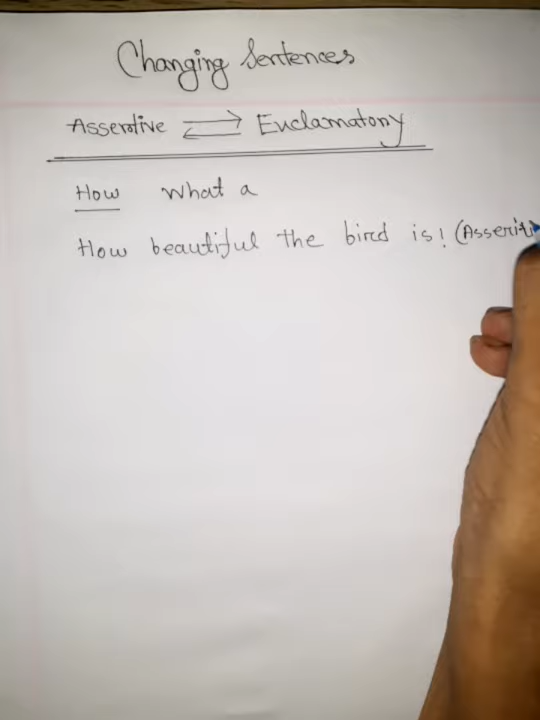 Changing Sentences
Assertive ⇄ Exclamatory
How What a
How beautiful the bird is! (Asserti